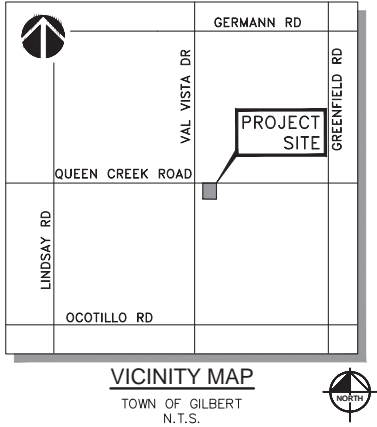 GERMANN RD
VAL VISTA DR
GREENFIELD RD
PROJECT
SITE
QUEEN CREEK ROAD
LINDSAY RD
OCOTILLO RD
VICINITY MAP
TOWN OF GILBERT
N.T.S.
NORTH